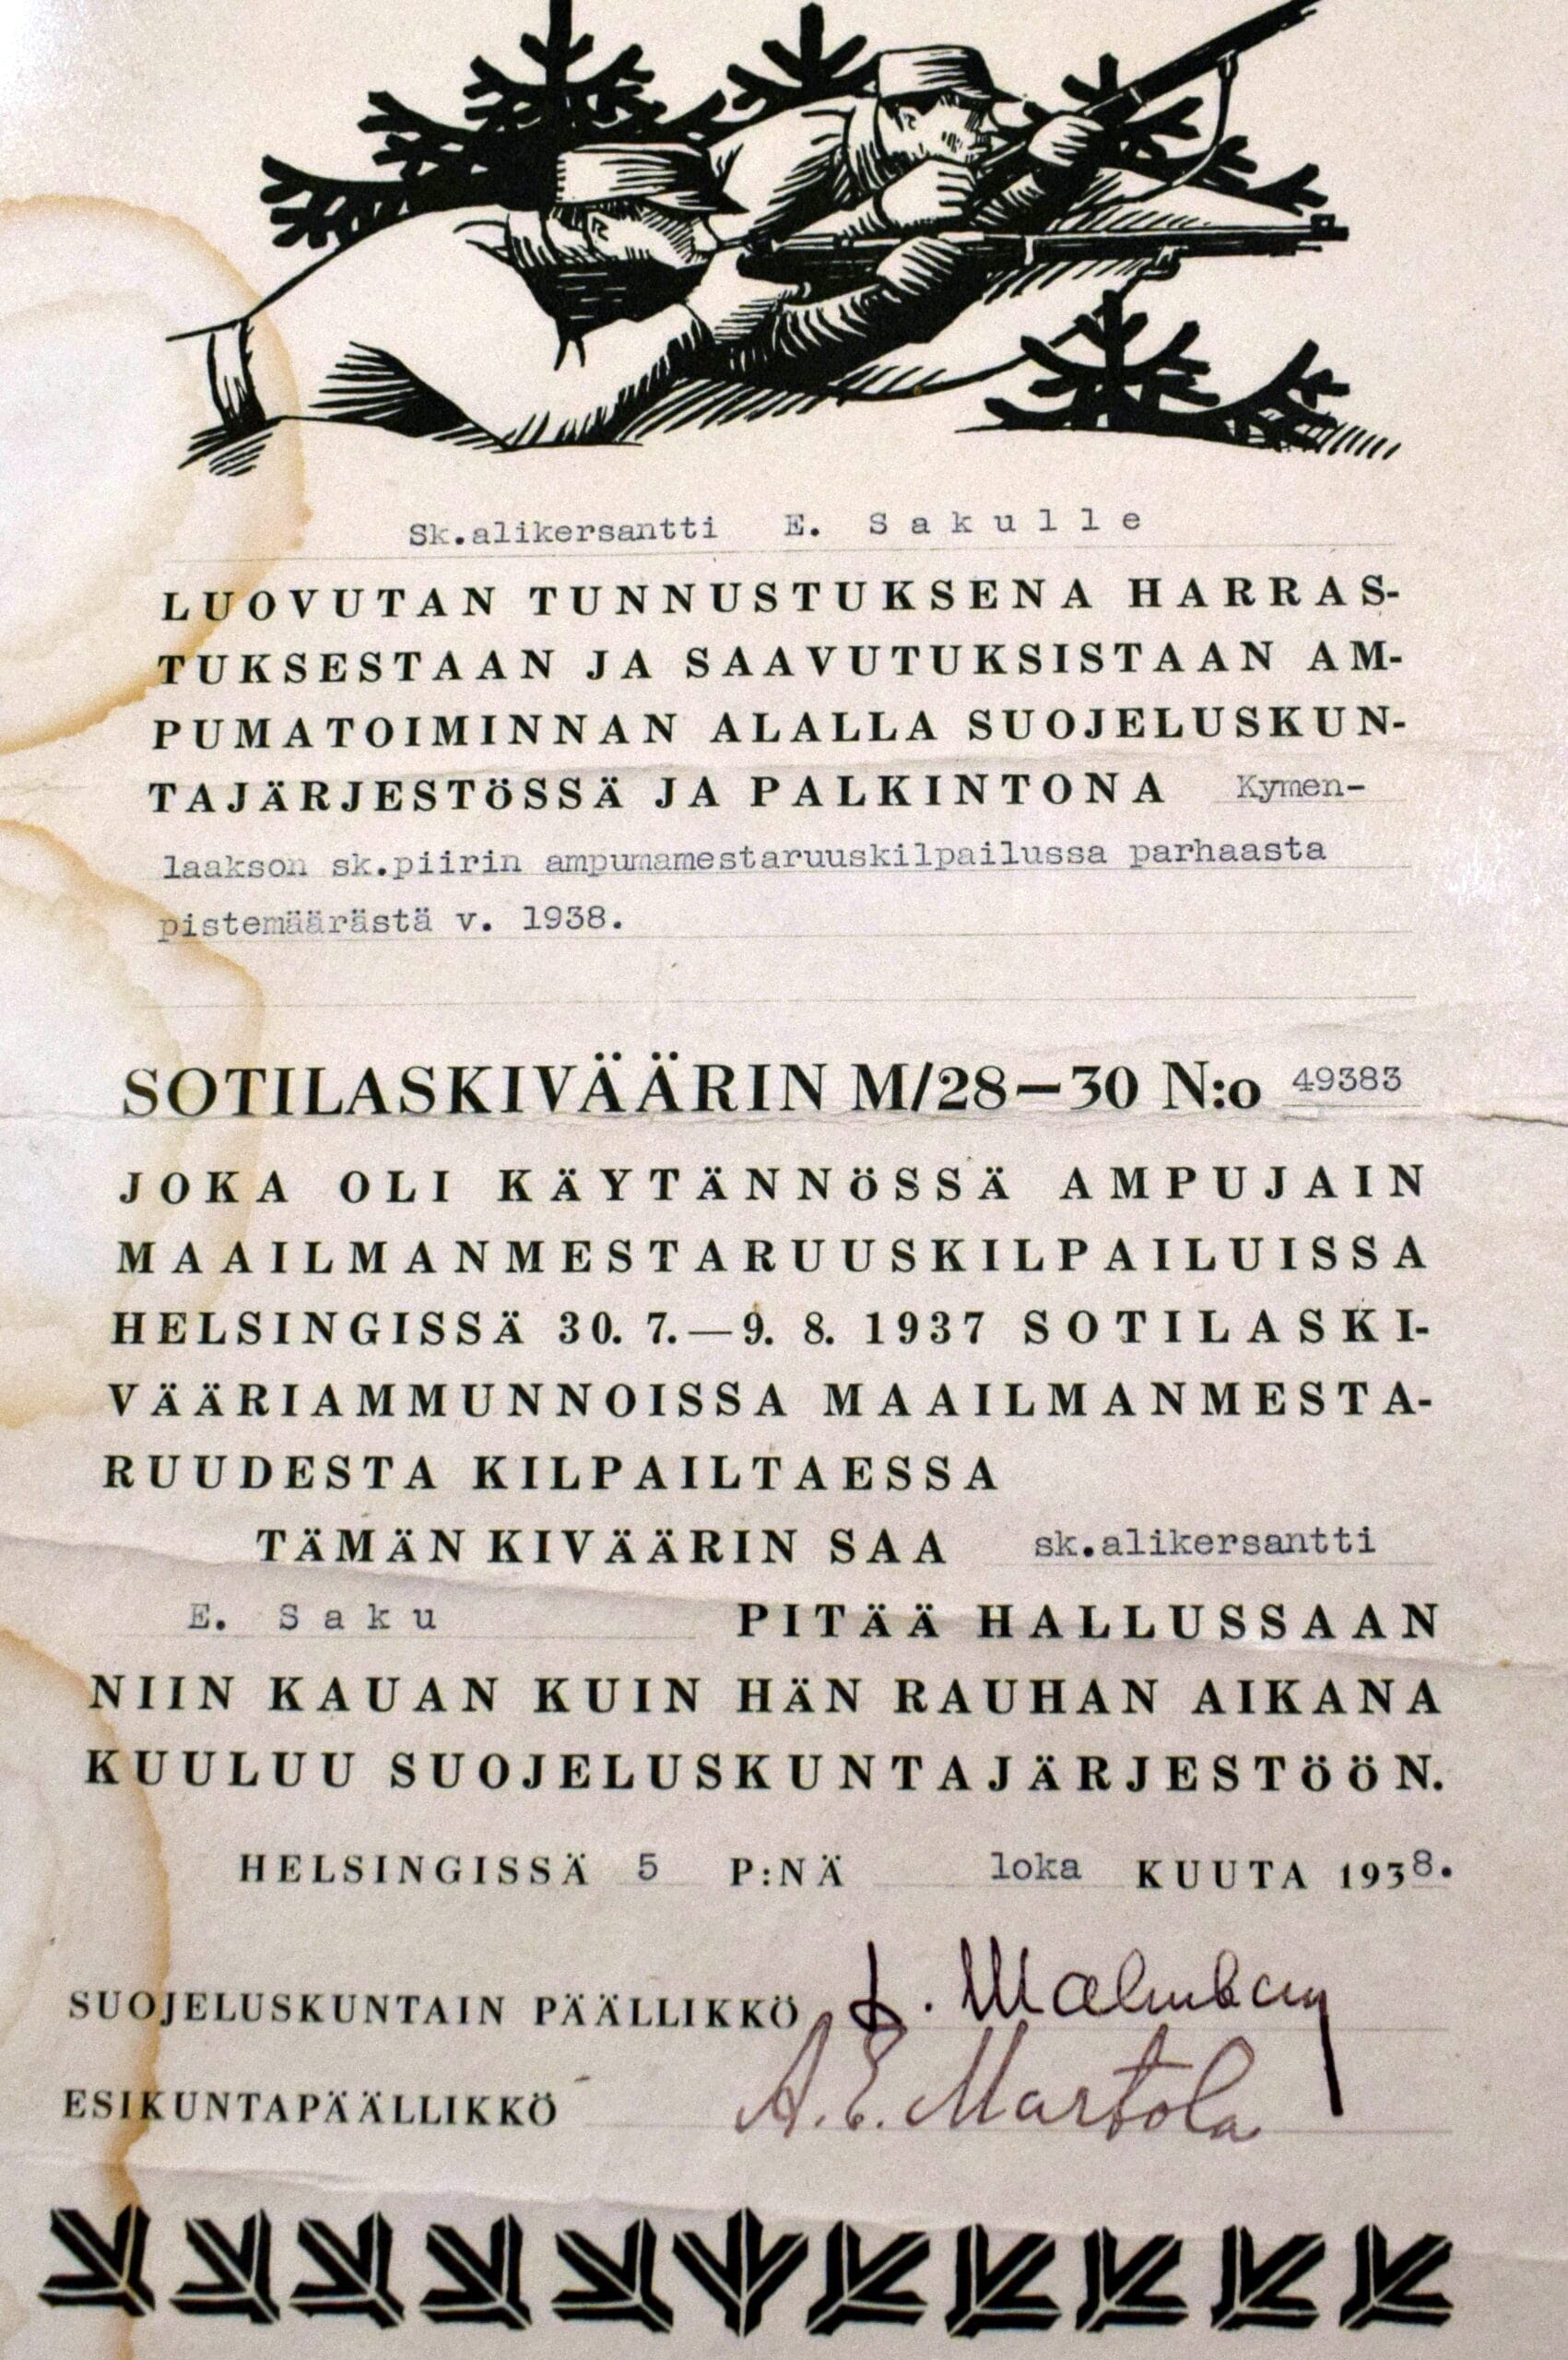 Sk.alikersantti E. Sakulle
LUOVUTAN TUNNUSTUKSENA HARRAS-
TUKSESTAAN JA SAAVUTUKSISTAAN AM-
PUMATOIMINNAN ALALLA SUOJELUSKUN-
TAJÄRJESTÖSSÄ JA PALKINTONA Kymen-
laakson sk.piirin ampumamestaruuskilpailussa parhaasta
pistemäärästä v. 1938.
SOTILASKIVÄÄRIN M/28—30 N:o 49383
JOKA OLI KÄYTÄNNÖSSÄ AMPUJAIN
MAAILMANMESTARUUSKILPAILUISSA
HELSINGISSÄ 30. 7.—9. 8. 1937 SOTILASKI-
VÄÄRIAMMUNNOISSA MAAILMANMESTA-
RUUDESTA KILPAILTAESSA
TÄMÄN KIVÄÄRIN SAA sk.alikersantti
E. Saku PITÄÄ HALLUSSAAN
NIIN KAUAN KUIN HÄN RAUHAN AIKANA
KUULUU SUOJELUSKUNTAJÄRJESTÖÖN.
HELSINGISSÄ 5 P:NÄ loka KUUTA 1938.
SUOJELUSKUNTAIN PÄÄLLIKKÖ L. Malmberg
ESIKUNTAPÄÄLLIKKÖ A.E. Martola